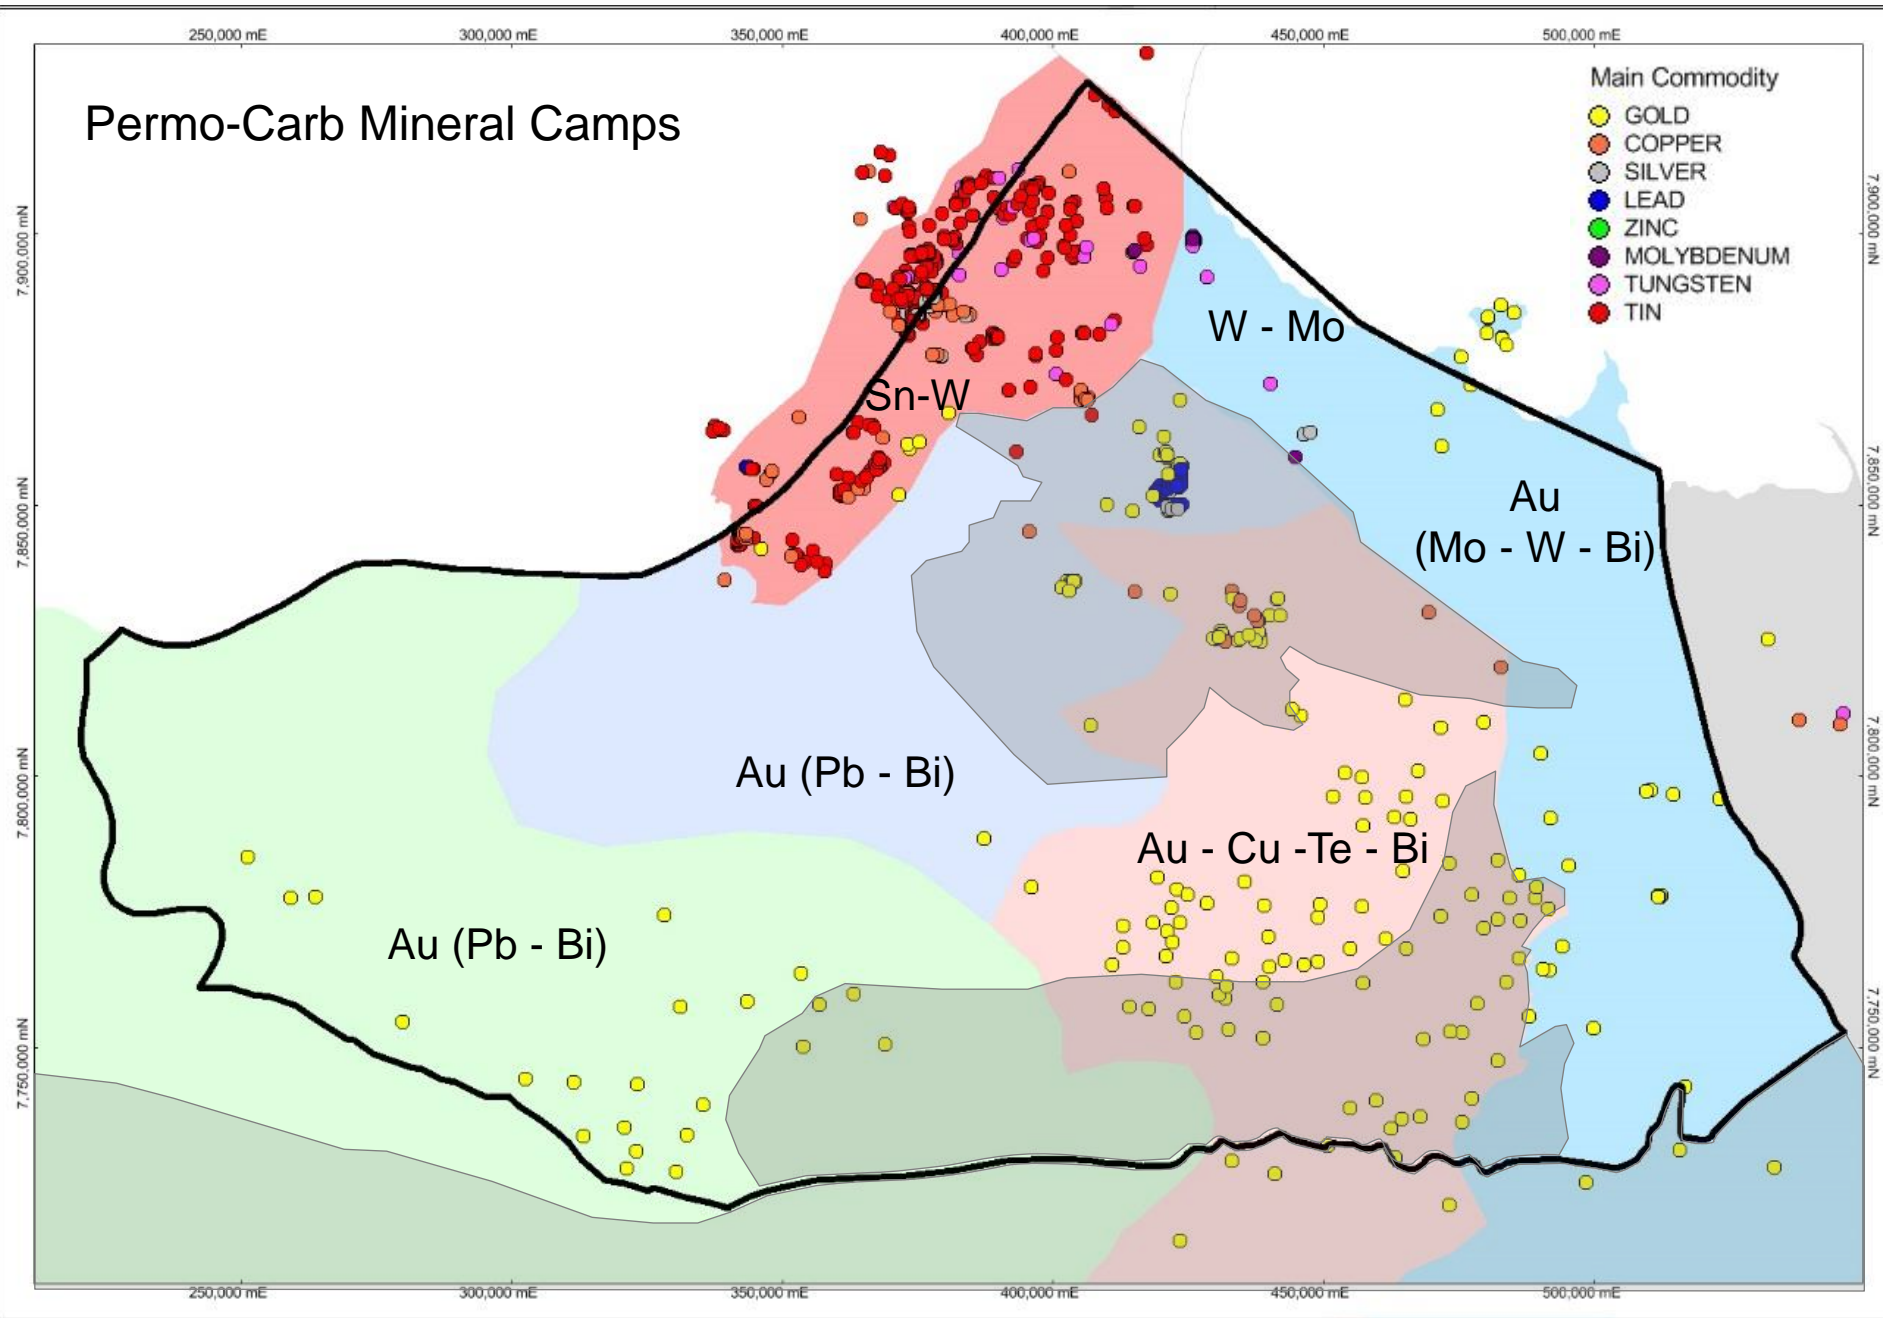 250,000 mE 300,000 mE 350,000 mE 400,000 mE 450,000 mE 500,000 mE
Permo-Carb Mineral Camps
Main Commodity
GOLD
COPPER
SILVER
LEAD
ZINC
MOLYBDENUM
TUNGSTEN
TIN
7,900,000 mN
7,900,000 mN
W - Mo
Sn-W
7,850,000 mN
7,850,000 mN
Au
(Mo - W - Bi)
Au (Pb - Bi)
7,800,000 mN
7,800,000 mN
Au - Cu -Te - Bi
Au (Pb - Bi)
7,750,000 mN
7,750,000 mN
250,000 mE 300,000 mE 350,000 mE 400,000 mE 450,000 mE 500,000 mE